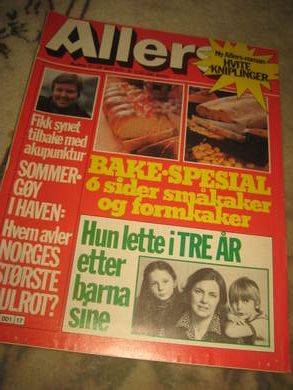 Allers
Ny Allers-roman
HVITE
KNIPLINGER
Fikk synet
tilbake med
akupunktur
SOMMER-
GØY
I HAVEN:
Hvem avler
NORGES
STØRSTE
GULROT?
BAKE-SPESIAL
6 sider småkaker
og formkaker
Hun lette i TRE ÅR
etter
barna
sine